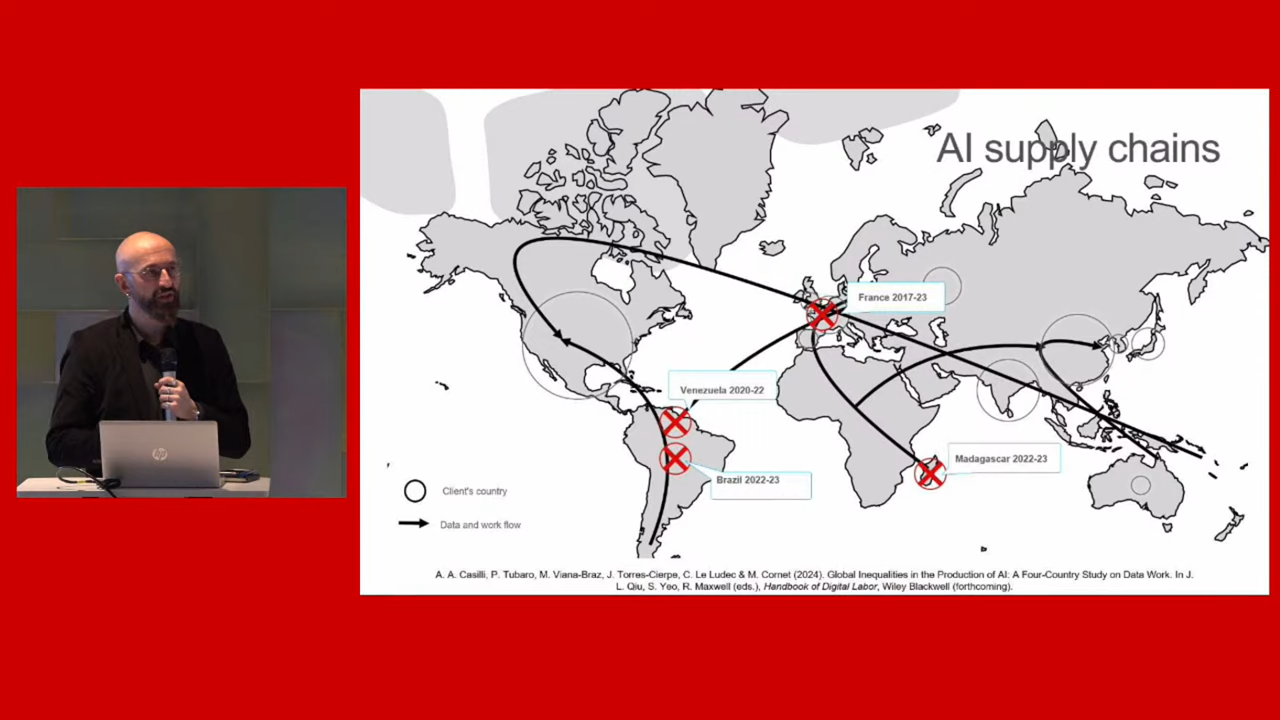 AI supply chains
France 2017-23
Venezuela 2020-22
Madagascar 2022-23
Brazil 2022-23
Client's country
Data and work flow
A. A. Casilli, P. Tubaro, M. Viana-Braz, J. Torres-Cierpe, C. Le Ludec & M. Cornet (2024). Global Inequalities in the Production of AI: A Four-Country Study on Data Work. In J.
L. Qiu, S. Yeo, R. Maxwell (eds.), Handbook of Digital Labor, Wiley Blackwell (forthcoming).
hp